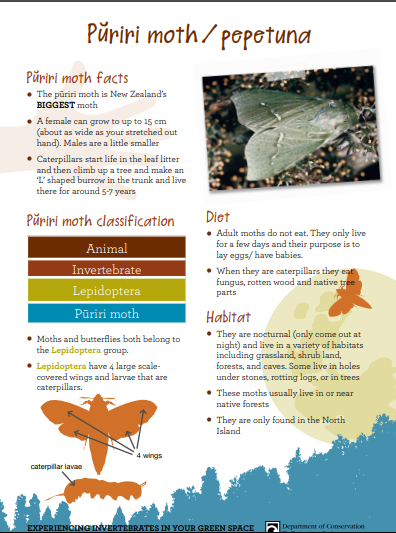 Pūriri moth / pepetuna
Pūriri moth facts
• The pūriri moth is New Zealand's
BIGGEST moth
• A female can grow to up to 15 cm
(about as wide as your stretched out
hand). Males are a little smaller
• Caterpillars start life in the leaf litter
and then climb up a tree and make an
'L' shaped burrow in the trunk and live
there for around 5-7 years
Pūriri moth classification
Animal
Invertebrate
Lepidoptera
Pūriri moth
• Moths and butterflies both belong to
the Lepidoptera group.
• Lepidoptera have 4 large scale-
covered wings and larvae that are
caterpillars.
4 wings
caterpillar lavae
Diet
• Adult moths do not eat. They only live
for a few days and their purpose is to
lay eggs/ have babies.
• When they are caterpillars they eat
fungus, rotten wood and native tree
parts
Habitat
• They are nocturnal (only come out at
night) and live in a variety of habitats
including grassland, shrub land,
forests, and caves. Some live in holes
under stones, rotting logs, or in trees
• These moths usually live in or near
native forests
• They are only found in the North
Island
EXPERIENCING INVERTEBRATES IN YOUR GREEN SPACE
Department of Conservation